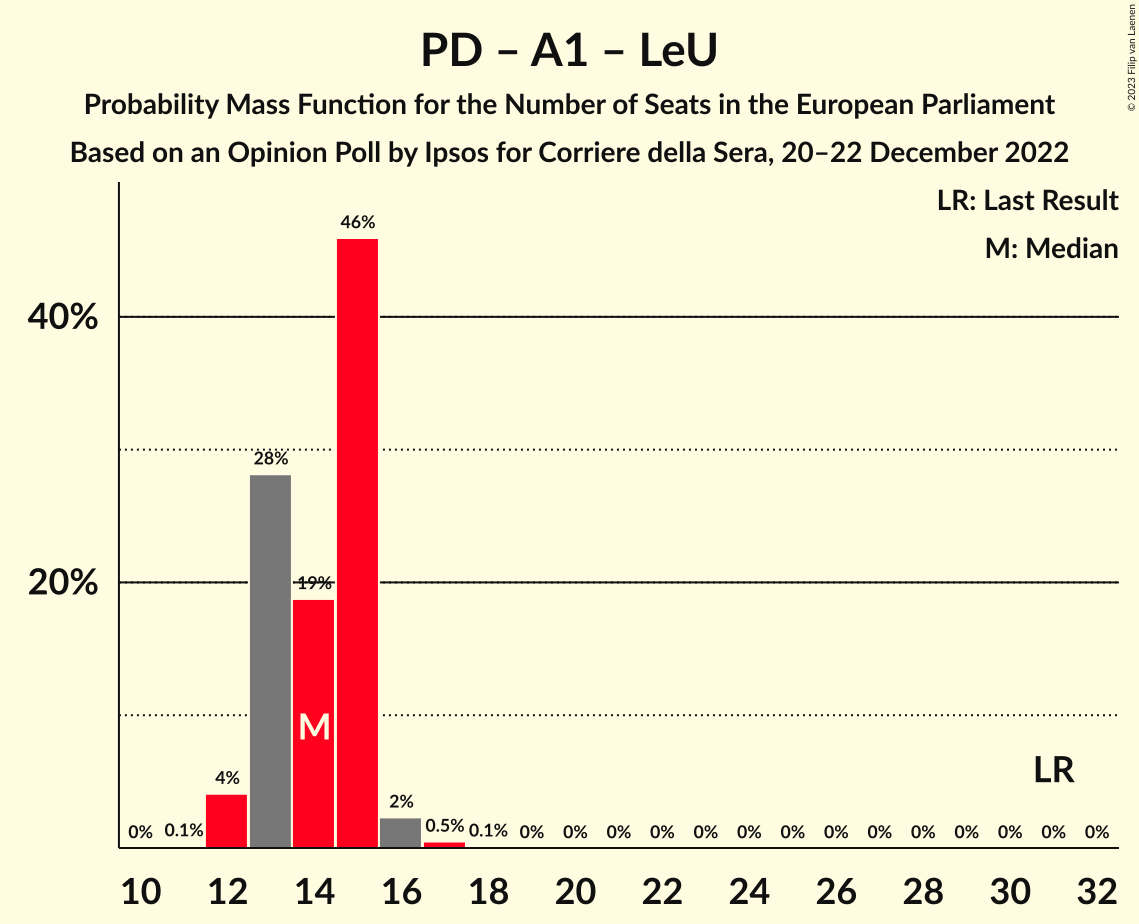 PD – A1 – LeU
Probability Mass Function for the Number of Seats in the European Parliament
Based on an Opinion Poll by Ipsos for Corriere della Sera, 20–22 December 2022
© 2023 Filip van Laenen
LR: Last Result
M: Median
46%
40%
28%
20%
19%
M
LR
4%
2%
0% 0.1% 0.5% 0.1% 0% 0% 0% 0% 0% 0% 0% 0% 0% 0% 0% 0% 0% 0%
10 12 14 16 18 20 22 24 26 28 30 32